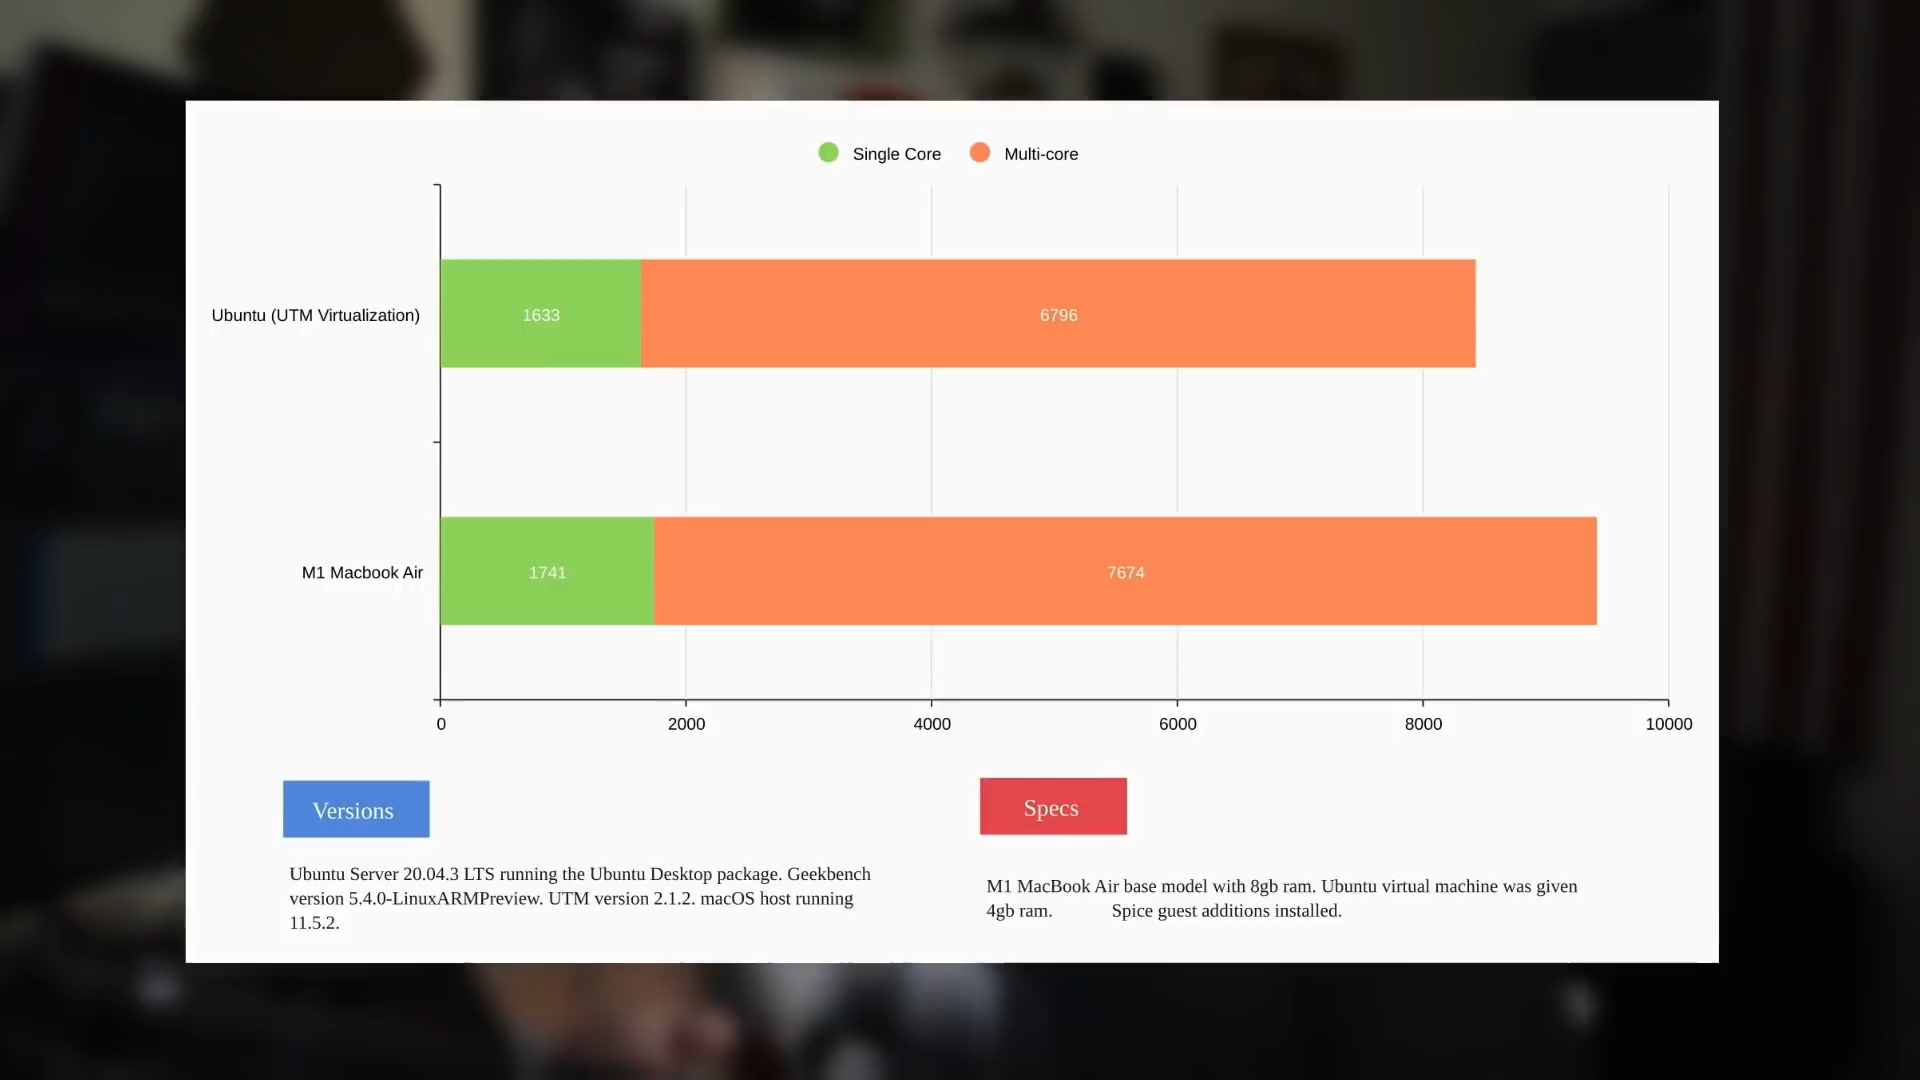 Single Core Multi-core
Ubuntu (UTM Virtualization) 1633 6796
M1 Macbook Air 1741 7674
0 2000 4000 6000 8000 10000
Versions
Ubuntu Server 20.04.3 LTS running the Ubuntu Desktop package. Geekbench
version 5.4.0-LinuxARMPreview. UTM version 2.1.2. macOS host running
11.5.2.
Specs
M1 MacBook Air base model with 8gb ram. Ubuntu virtual machine was given
4gb ram. Spice guest additions installed.